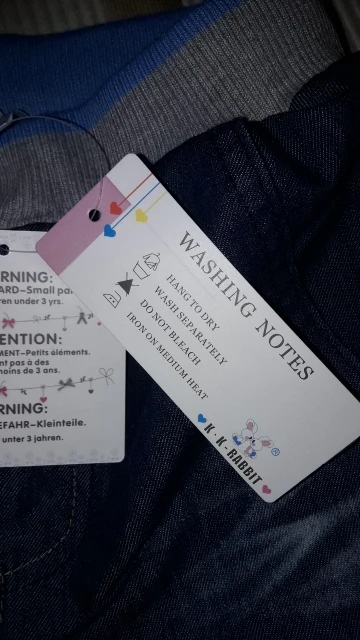 WASHING NOTES
HANG TO DRY
WASH SEPARATELY
DO NOT BLEACH
IRON ON MEDIUM HEAT
K·K-RABBIT
®
RNING:
ARD–Small par
ren under 3 yrs.
ENTION:
MENT–Petits éléments.
nt pas à des
moins de 3 ans.
RNING:
EFAHR–Kleinteile.
unter 3 jahren.